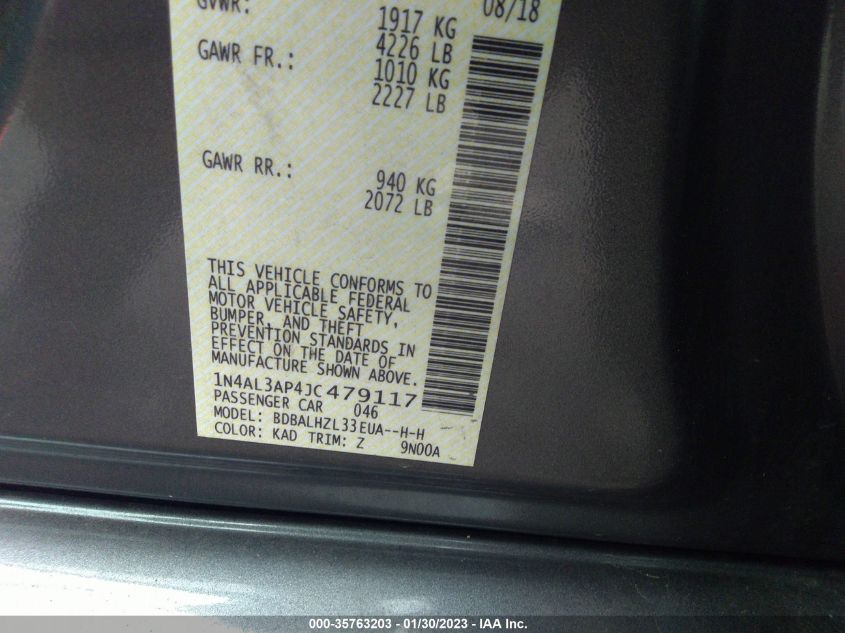 GVWR: 08/18
1917 KG
4226 LB
GAWR FR.: 1010 KG
2227 LB
GAWR RR.: 940 KG
2072 LB
THIS VEHICLE CONFORMS TO
ALL APPLICABLE FEDERAL
MOTOR VEHICLE SAFETY,
BUMPER, AND THEFT
PREVENTION STANDARDS IN
EFFECT ON THE DATE OF
MANUFACTURE SHOWN ABOVE.
1N4AL3AP4JC479117
PASSENGER CAR 046
MODEL: BDBALHZL33EUA--H-H
COLOR: KAD TRIM: Z 9N00A
000-35763203 — 01/30/2023 — IAA Inc.